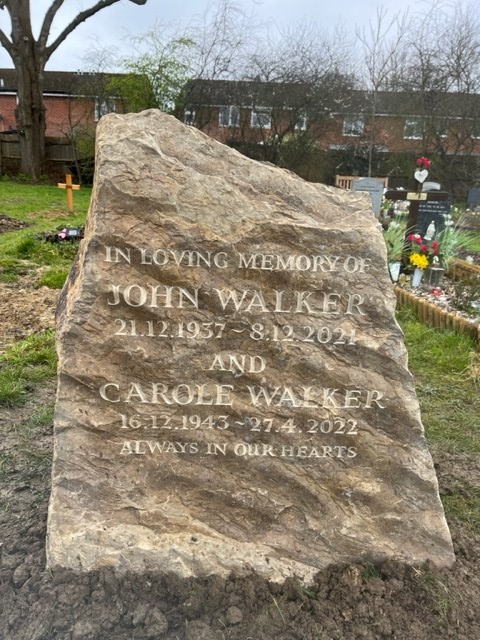 IN LOVING MEMORY OF
JOHN WALKER
21.12.1937 ~ 8.12.2021
AND
CAROLE WALKER
16.12.1943 ~ 27.4.2022
ALWAYS IN OUR HEARTS